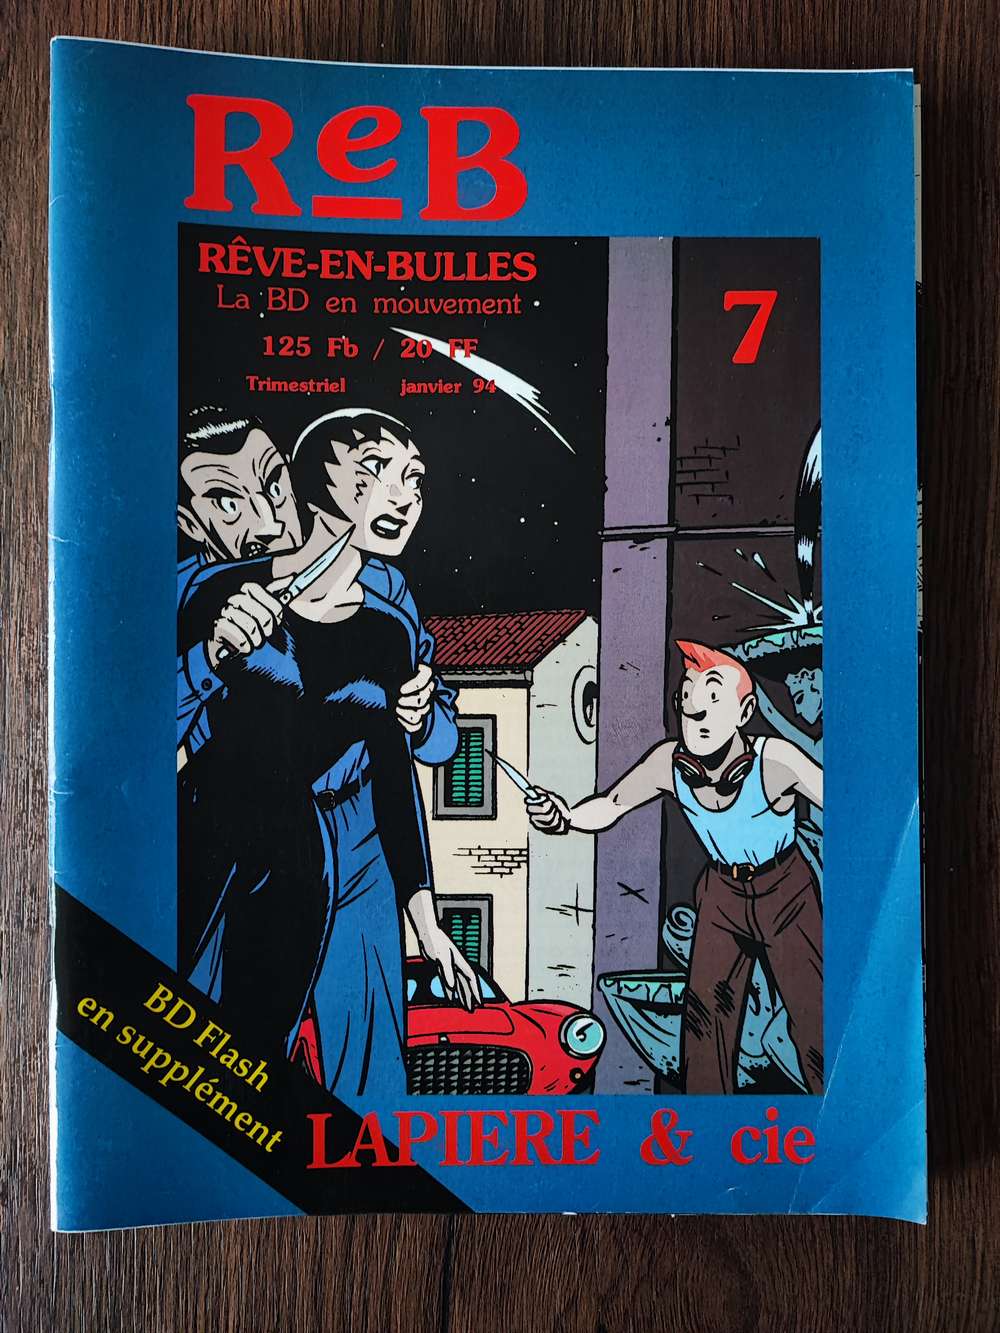 ReB
RÊVE-EN-BULLES
La BD en mouvement
7
125 Fb / 20 FF
Trimestriel janvier 94
BD Flash
en supplément
LAPIERE & cie